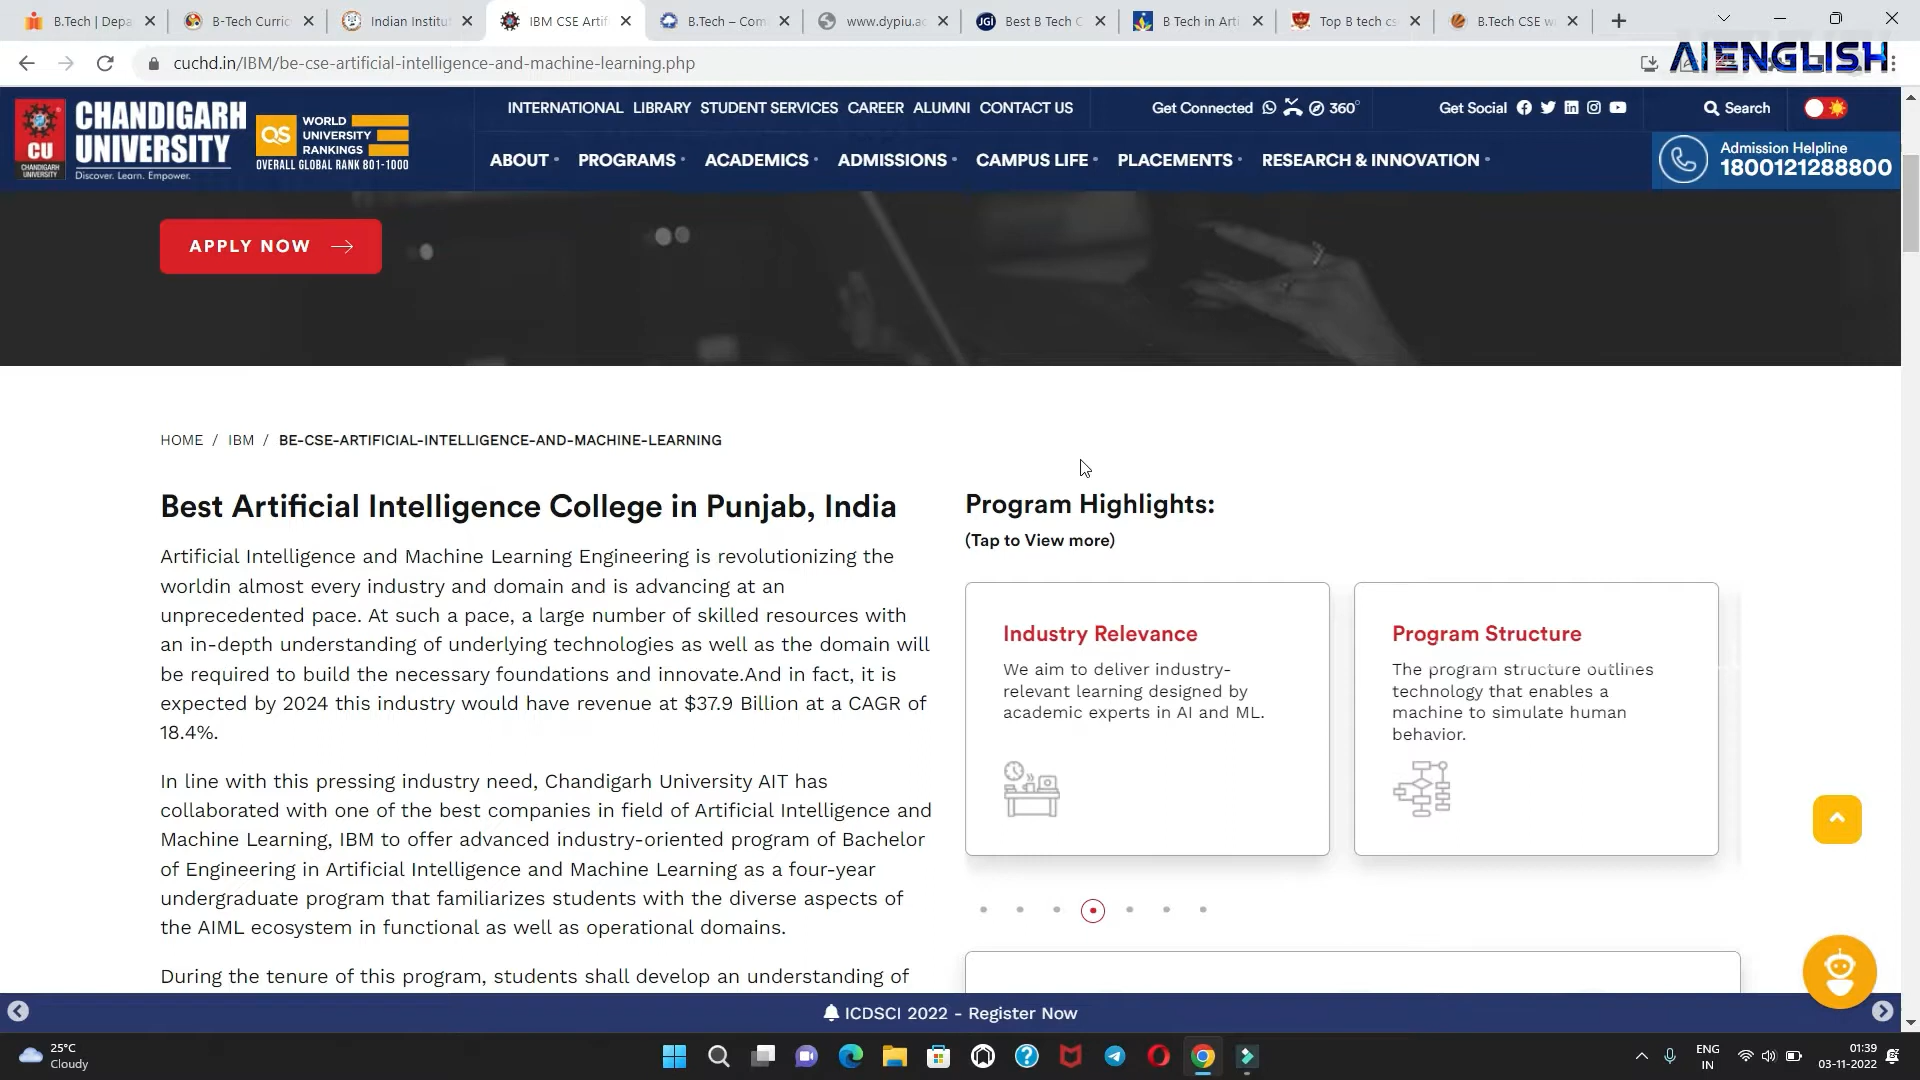 B.Tech | Depa
B-Tech Curric
Indian Institut
IBM CSE Artif
B.Tech – Com
www.dypiu.ac
Best B Tech C
B Tech in Arti
Top B tech cs
B.Tech CSE w
cuchd.in/IBM/be-cse-artificial-intelligence-and-machine-learning.php
AIENGLISH
CU
CHANDIGARH UNIVERSITY
CHANDIGARH
UNIVERSITY
Discover. Learn. Empower.
QS
WORLD
UNIVERSITY
RANKINGS
OVERALL GLOBAL RANK 801-1000
INTERNATIONAL LIBRARY STUDENT SERVICES CAREER ALUMNI CONTACT US
Get Connected 360°
Get Social
Search
ABOUT PROGRAMS ACADEMICS ADMISSIONS CAMPUS LIFE PLACEMENTS RESEARCH & INNOVATION
Admission Helpline
1800121288800
APPLY NOW
HOME / IBM / BE-CSE-ARTIFICIAL-INTELLIGENCE-AND-MACHINE-LEARNING
Best Artificial Intelligence College in Punjab, India
Artificial Intelligence and Machine Learning Engineering is revolutionizing the
worldin almost every industry and domain and is advancing at an
unprecedented pace. At such a pace, a large number of skilled resources with
an in-depth understanding of underlying technologies as well as the domain will
be required to build the necessary foundations and innovate.And in fact, it is
expected by 2024 this industry would have revenue at $37.9 Billion at a CAGR of
18.4%.
In line with this pressing industry need, Chandigarh University AIT has
collaborated with one of the best companies in field of Artificial Intelligence and
Machine Learning, IBM to offer advanced industry-oriented program of Bachelor
of Engineering in Artificial Intelligence and Machine Learning as a four-year
undergraduate program that familiarizes students with the diverse aspects of
the AIML ecosystem in functional as well as operational domains.
During the tenure of this program, students shall develop an understanding of
Program Highlights:
(Tap to View more)
Industry Relevance
We aim to deliver industry-
relevant learning designed by
academic experts in AI and ML.
Program Structure
The program structure outlines
technology that enables a
machine to simulate human
behavior.
ICDSCI 2022 - Register Now
25°C
Cloudy
ENG
IN
01:39
03-11-2022